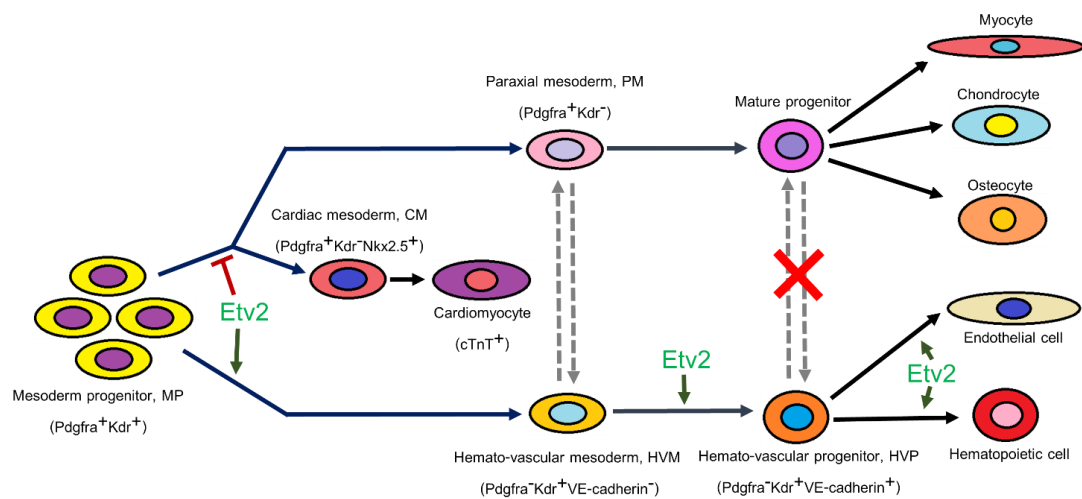 Myocyte
Paraxial mesoderm, PM
(Pdgfra⁺Kdr⁻)
Mature progenitor
Chondrocyte
Osteocyte
Cardiac mesoderm, CM
(Pdgfra⁺Kdr⁻Nkx2.5⁺)
Etv2
Cardiomyocyte
(cTnT⁺)
Mesoderm progenitor, MP
(Pdgfra⁺Kdr⁺)
Etv2
Endothelial cell
Etv2
Hemato-vascular mesoderm, HVM
(Pdgfra⁻Kdr⁺VE-cadherin⁻)
Hemato-vascular progenitor, HVP
(Pdgfra⁻Kdr⁺VE-cadherin⁺)
Hematopoietic cell